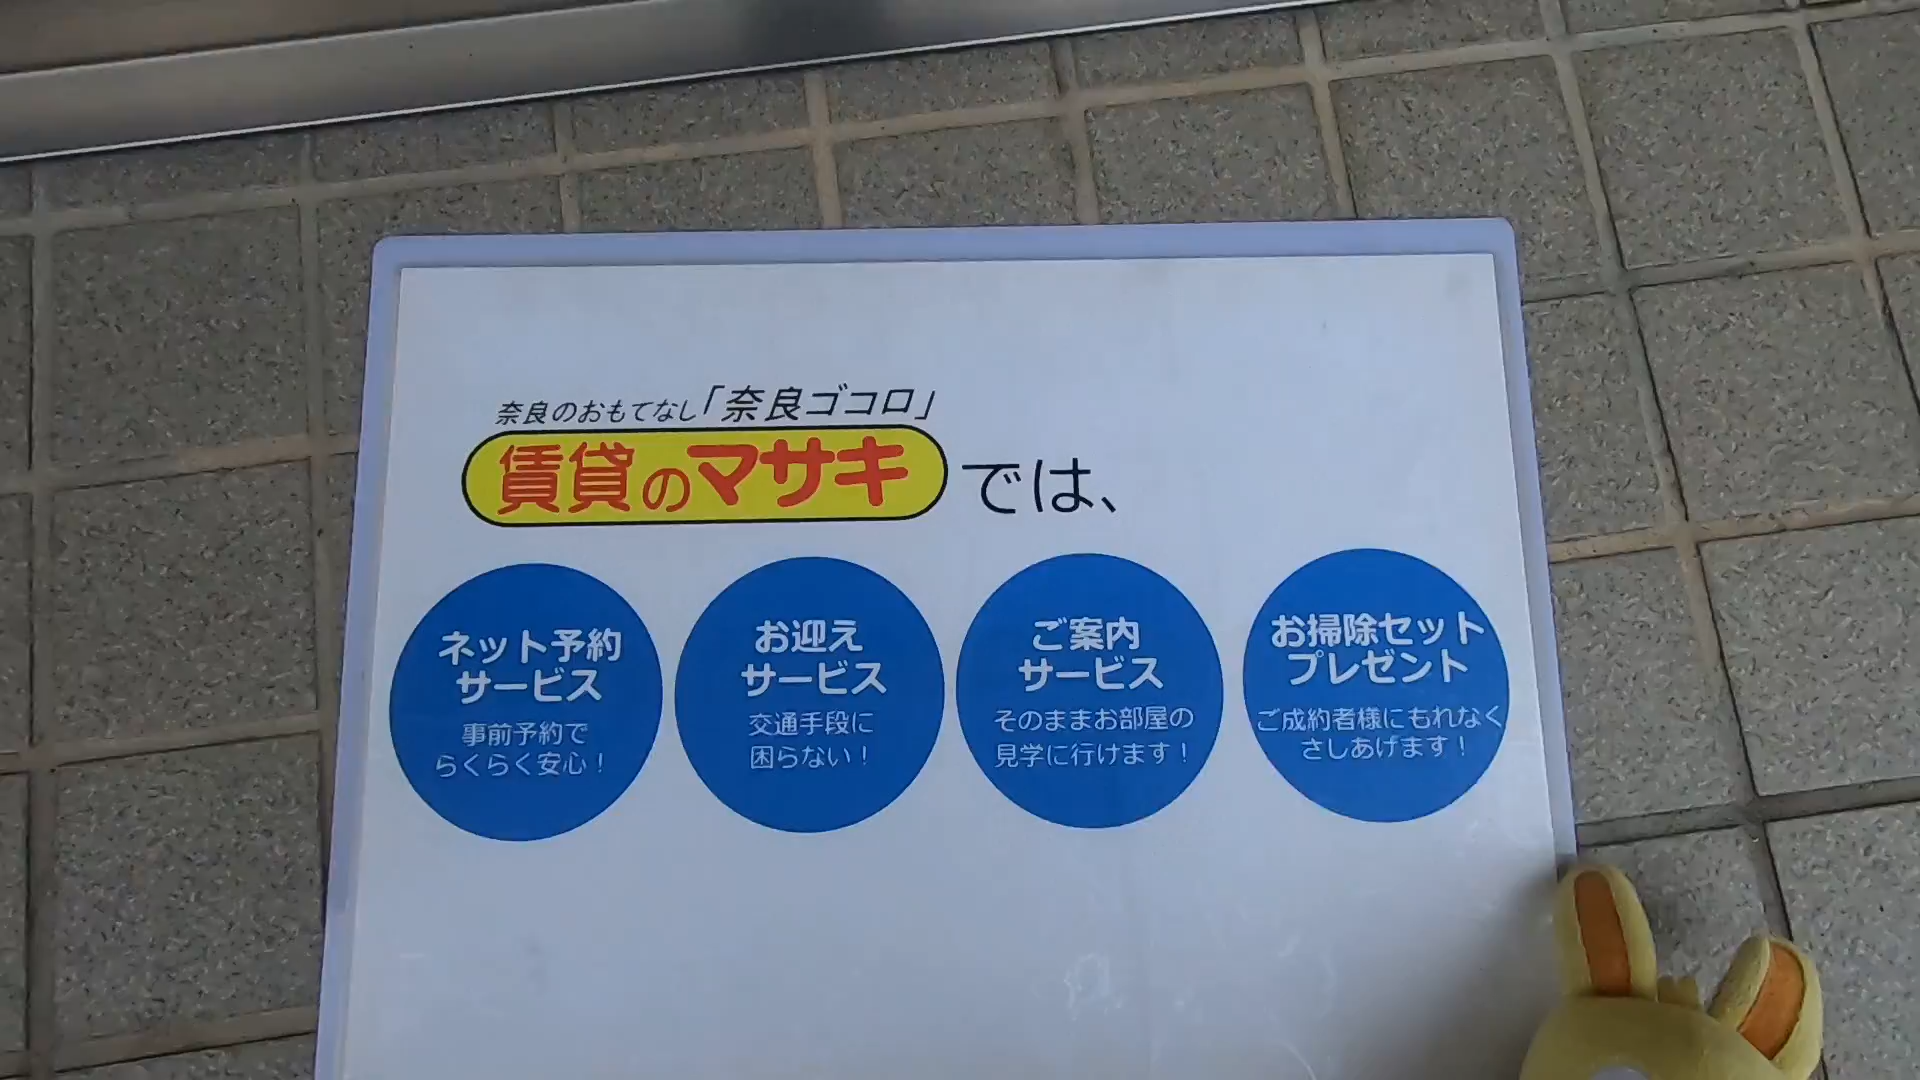 奈良のおもてなし「奈良ゴコロ」
賃貸のマサキでは、
ネット予約
サービス
事前予約で
らくらく安心！
お迎え
サービス
交通手段に
困らない！
ご案内
サービス
そのままお部屋の
見学に行けます！
お掃除セット
プレゼント
ご成約者様にもれなく
さしあげます！